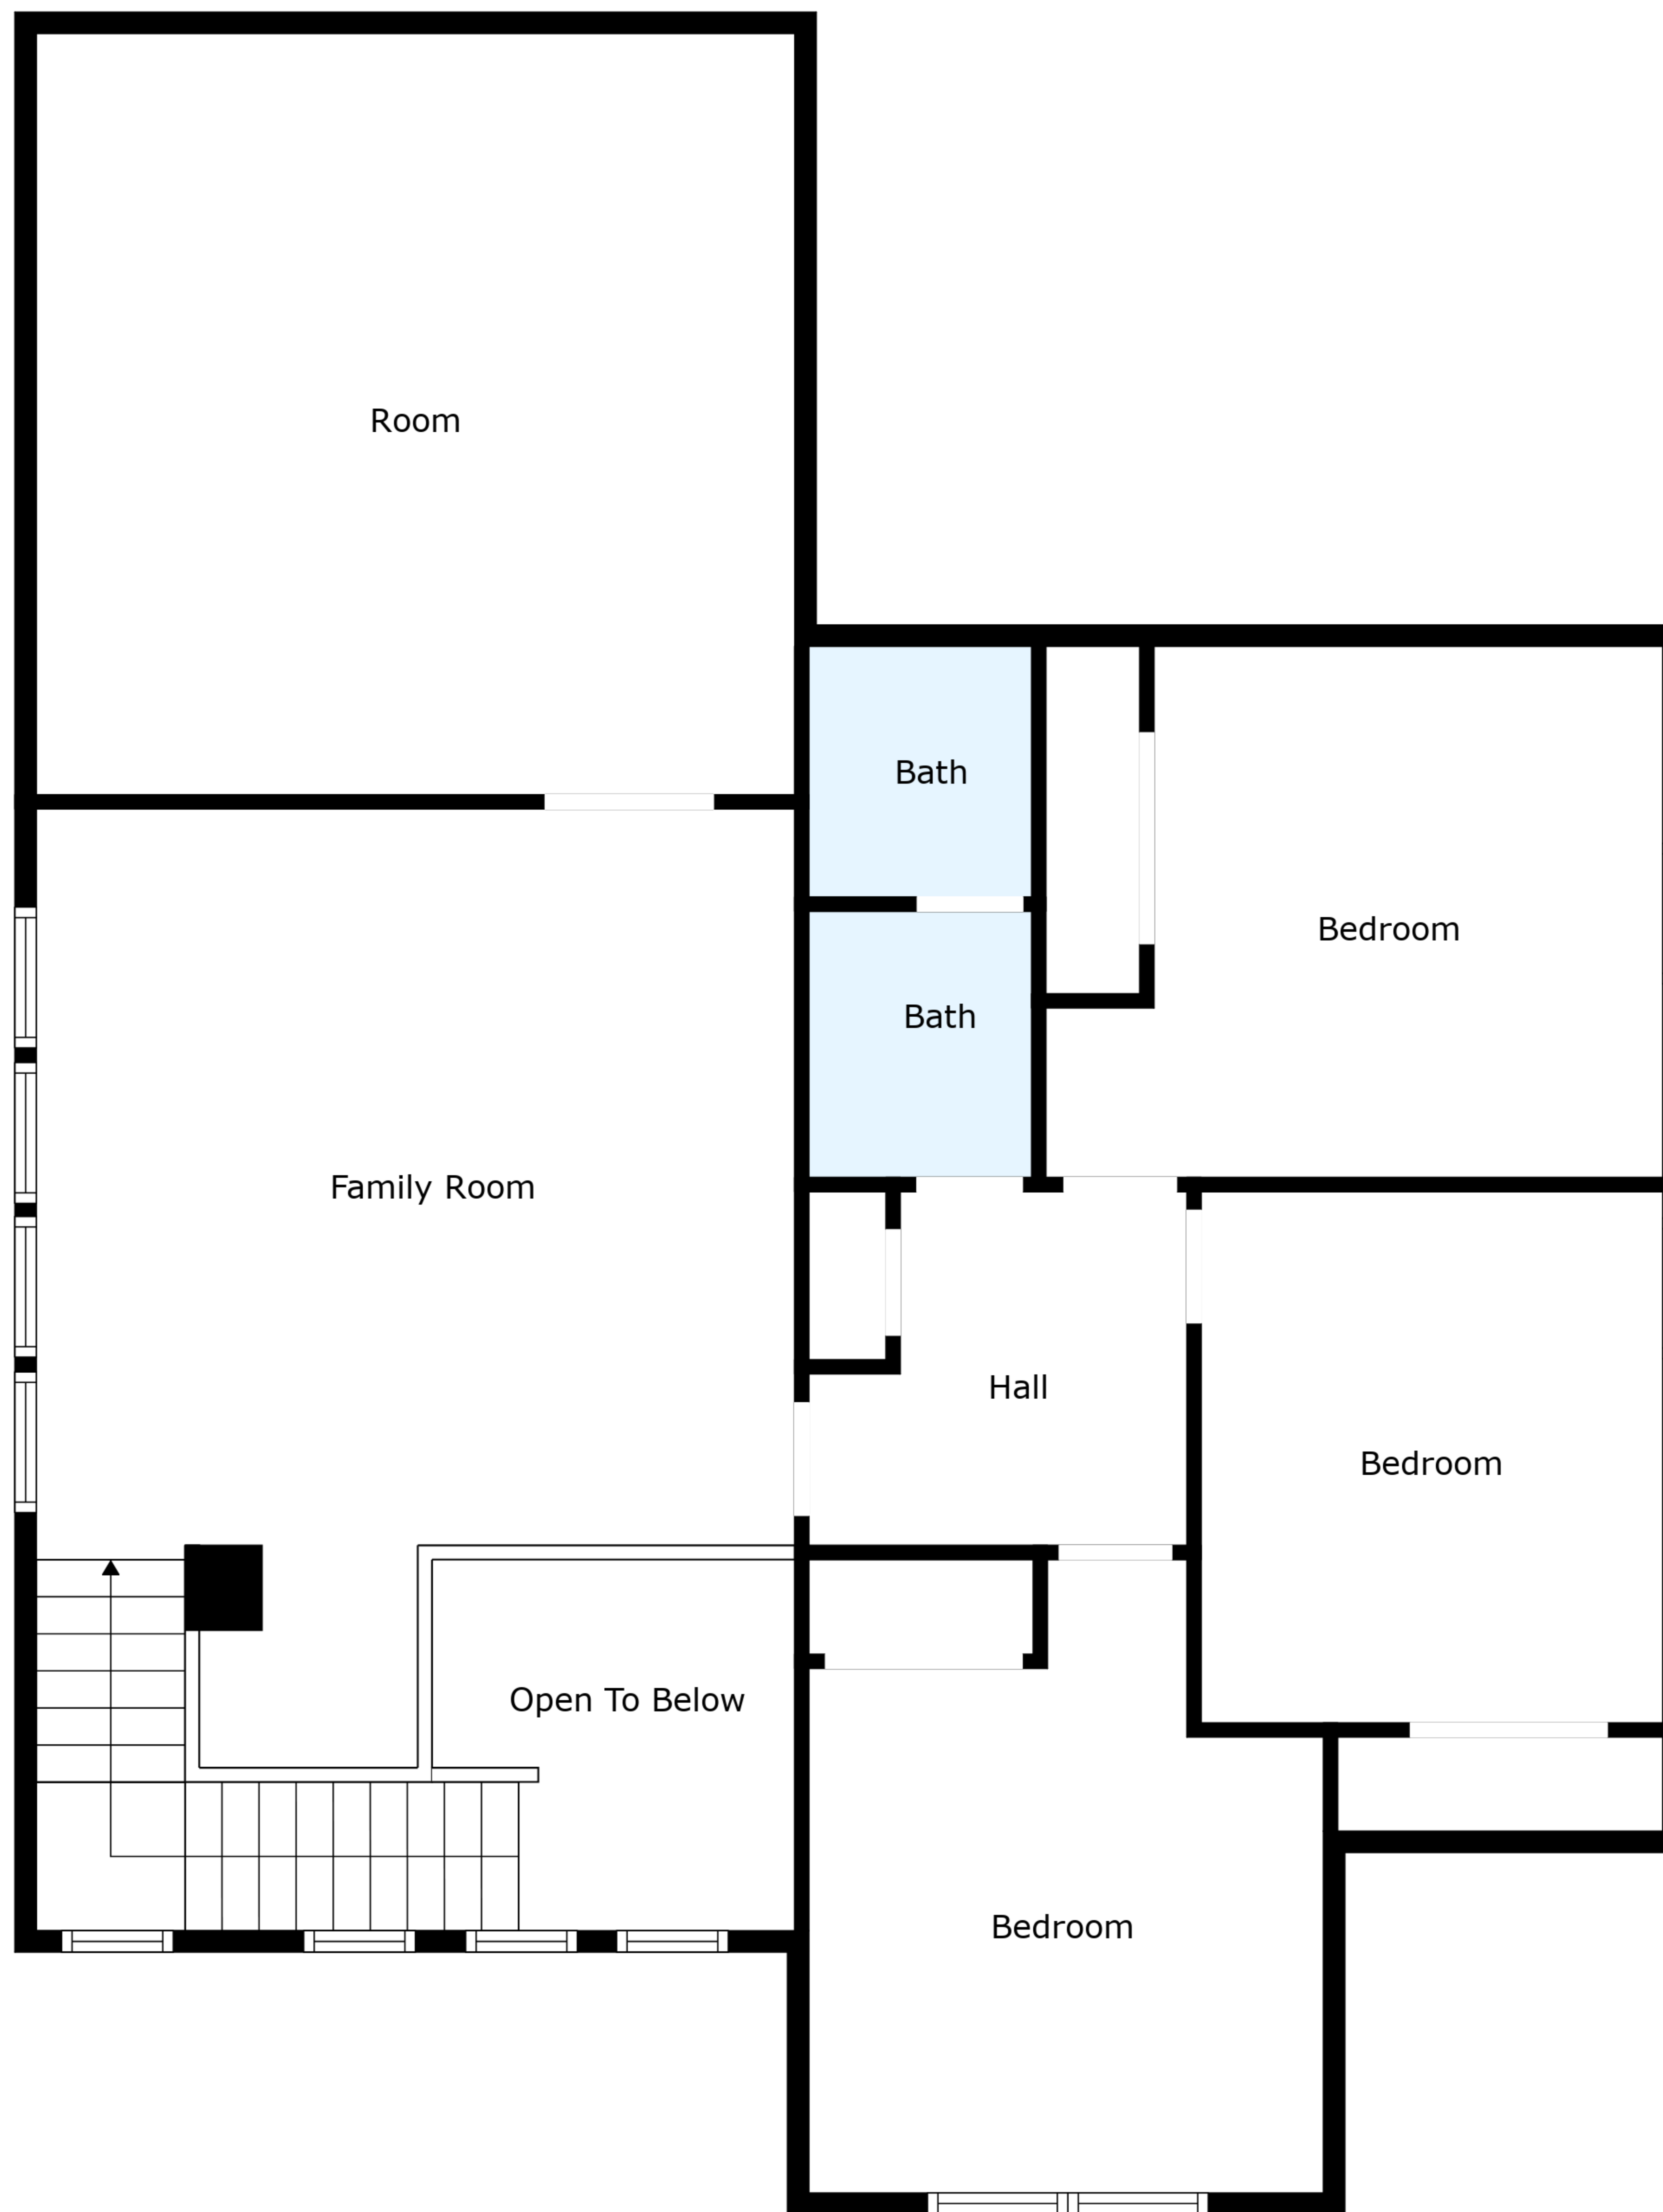 Room
Bath
Bedroom
Bath
Family Room
Hall
Bedroom
Open To Below
Bedroom